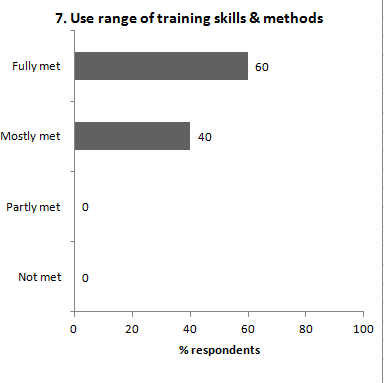 7. Use range of training skills & methods
Fully met 60
Mostly met 40
Partly met 0
Not met 0
0 20 40 60 80 100
% respondents